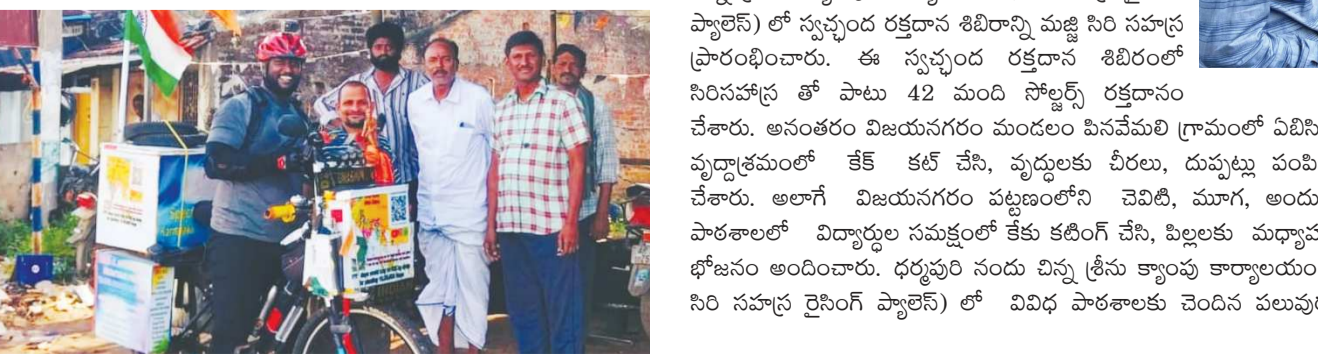 ప్యాలెస్) లో స్వచ్ఛంద రక్తదాన శిబిరాన్ని మజ్జి సిరి సహస్ర
ప్రారంభించారు. ఈ స్వచ్ఛంద రక్తదాన శిబిరంలో
సిరిసహాస్ర తో పాటు 42 మంది సోల్జర్స్ రక్తదానం
చేశారు. అనంతరం విజయనగరం మండలం పినవేమలి గ్రామంలో ఏబిసి
వృద్దాశ్రమంలో కేక్ కట్ చేసి, వృద్ధులకు చీరలు, దుప్పట్లు పంపి
చేశారు. అలాగే విజయనగరం పట్టణంలోని చెవిటి, మూగ, అందు
పాఠశాలలో విద్యార్ధుల సమక్షంలో కేకు కటింగ్ చేసి, పిల్లలకు మధ్యాహ
భోజనం అందించారు. ధర్మపురి నందు చిన్న శ్రీను క్యాంపు కార్యాలయం
సిరి సహస్ర రైసింగ్ ప్యాలెస్) లో వివిధ పాఠశాలకు చెందిన పలువు